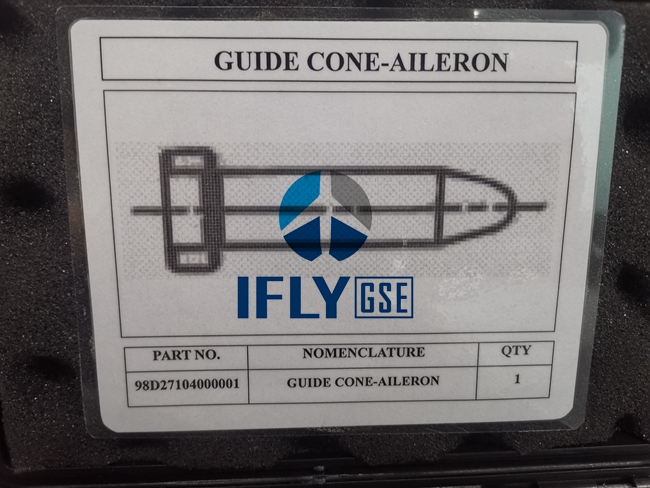 GUIDE CONE-AILERON
IFLY GSE
PART NO. NOMENCLATURE QTY
98D27104000001 GUIDE CONE-AILERON 1